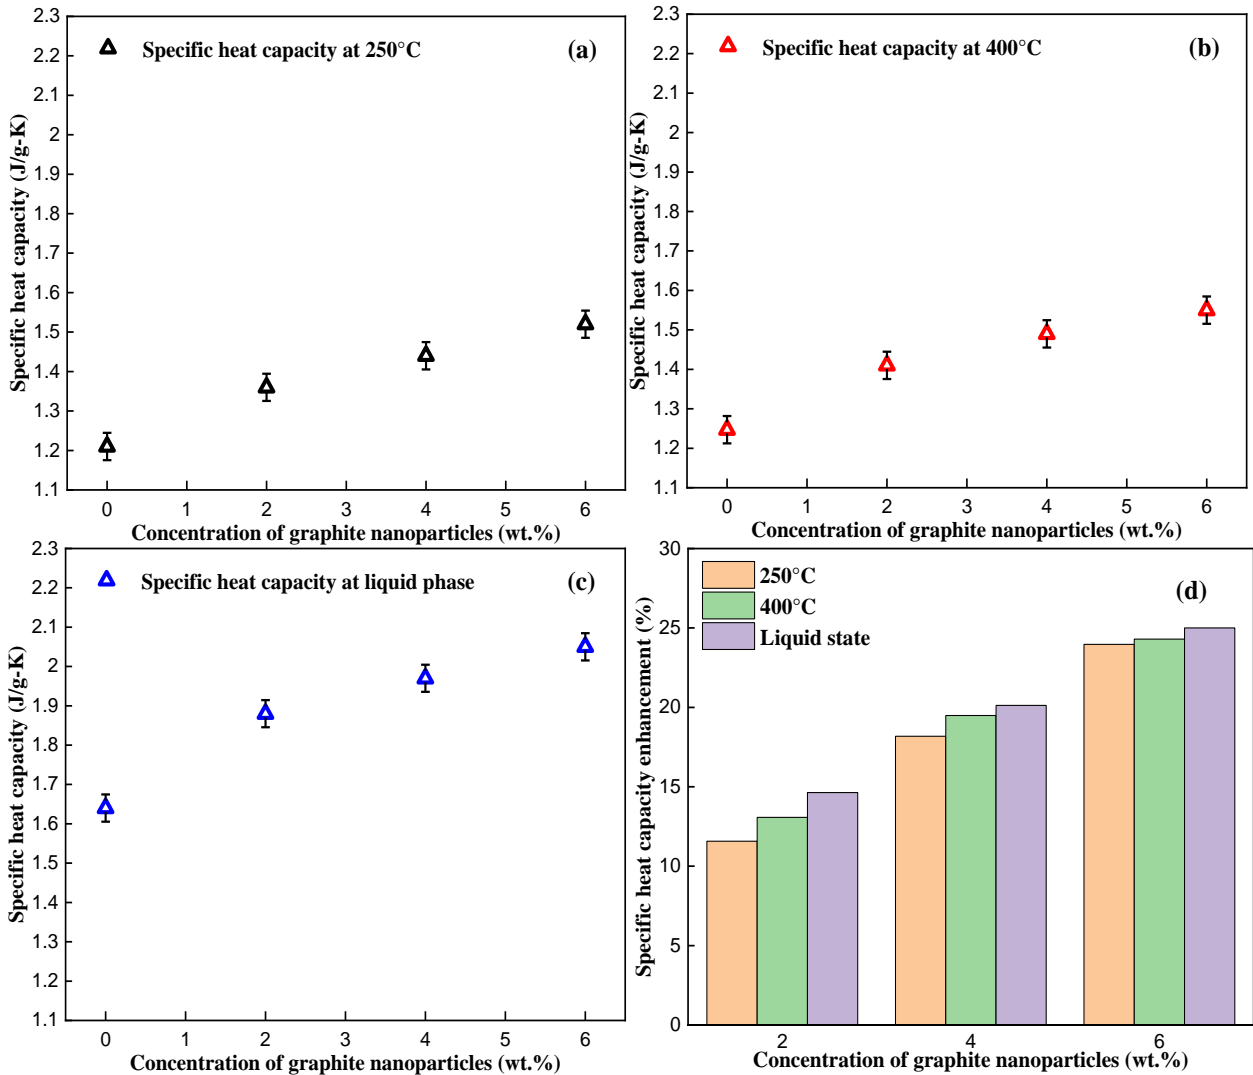 Specific heat capacity (J/g-K)
2.3
2.2
2.1
2
1.9
1.8
1.7
1.6
1.5
1.4
1.3
1.2
1.1
Specific heat capacity at 250°C
(a)
0 1 2 3 4 5 6
Concentration of graphite nanoparticles (wt.%)
Specific heat capacity (J/g-K)
2.3
2.2
2.1
2
1.9
1.8
1.7
1.6
1.5
1.4
1.3
1.2
1.1
Specific heat capacity at 400°C
(b)
0 1 2 3 4 5 6
Concentration of graphite nanoparticles (wt.%)
Specific heat capacity (J/g-K)
2.3
2.2
2.1
2
1.9
1.8
1.7
1.6
1.5
1.4
1.3
1.2
1.1
Specific heat capacity at liquid phase
(c)
0 1 2 3 4 5 6
Concentration of graphite nanoparticles (wt.%)
Specific heat capacity enhancement (%)
30
25
20
15
10
5
0
250°C
400°C
Liquid state
(d)
2 4 6
Concentration of graphite nanoparticles (wt.%)